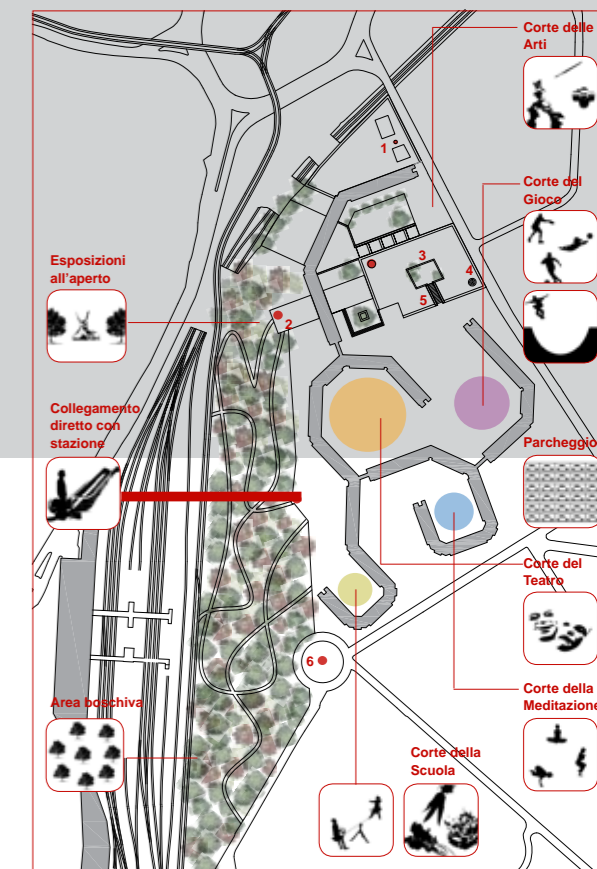 Corte delle
Arti
1
Corte del
Gioco
3
4
5
Esposizioni
all'aperto
2
Collegamento
diretto con
stazione
Parcheggio
Corte del
Teatro
6
Corte della
Meditazione
Area boschiva
Corte della
Scuola